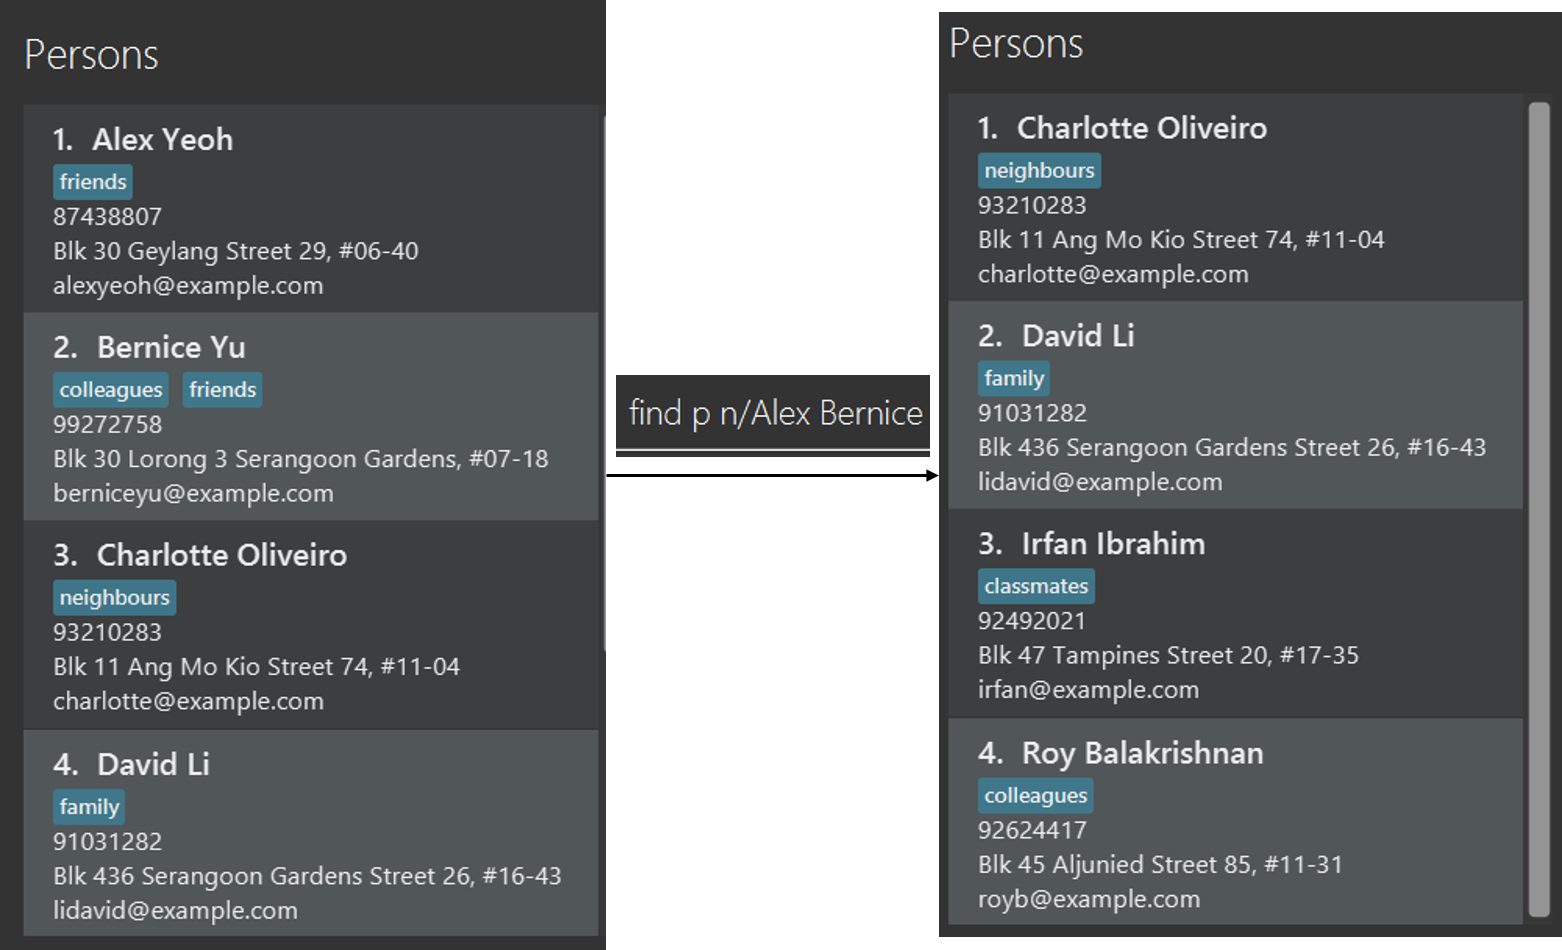 Persons
1. Alex Yeoh
friends
87438807
Blk 30 Geylang Street 29, #06-40
alexyeoh@example.com
2. Bernice Yu
colleagues friends
99272758
Blk 30 Lorong 3 Serangoon Gardens, #07-18
berniceyu@example.com
3. Charlotte Oliveiro
neighbours
93210283
Blk 11 Ang Mo Kio Street 74, #11-04
charlotte@example.com
4. David Li
family
91031282
Blk 436 Serangoon Gardens Street 26, #16-43
lidavid@example.com
find p n/Alex Bernice
Persons
1. Charlotte Oliveiro
neighbours
93210283
Blk 11 Ang Mo Kio Street 74, #11-04
charlotte@example.com
2. David Li
family
91031282
Blk 436 Serangoon Gardens Street 26, #16-43
lidavid@example.com
3. Irfan Ibrahim
classmates
92492021
Blk 47 Tampines Street 20, #17-35
irfan@example.com
4. Roy Balakrishnan
colleagues
92624417
Blk 45 Aljunied Street 85, #11-31
royb@example.com